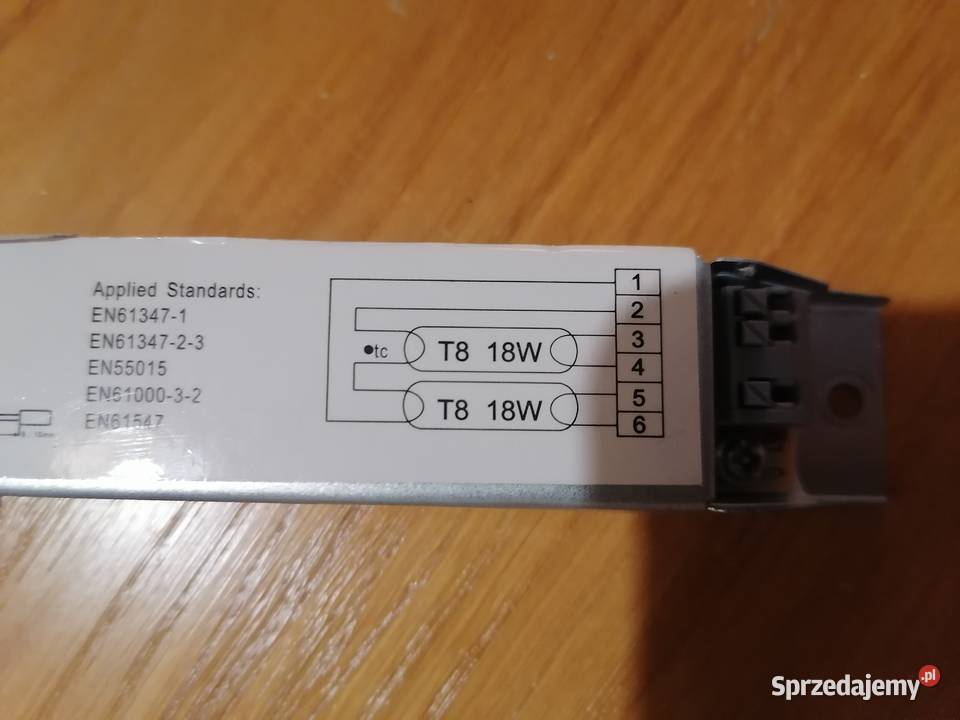 Applied Standards:
EN61347-1
EN61347-2-3
EN55015
EN61000-3-2
EN61547
tc
T8 18W
T8 18W
1
2
3
4
5
6
Sprzedajemy.pl